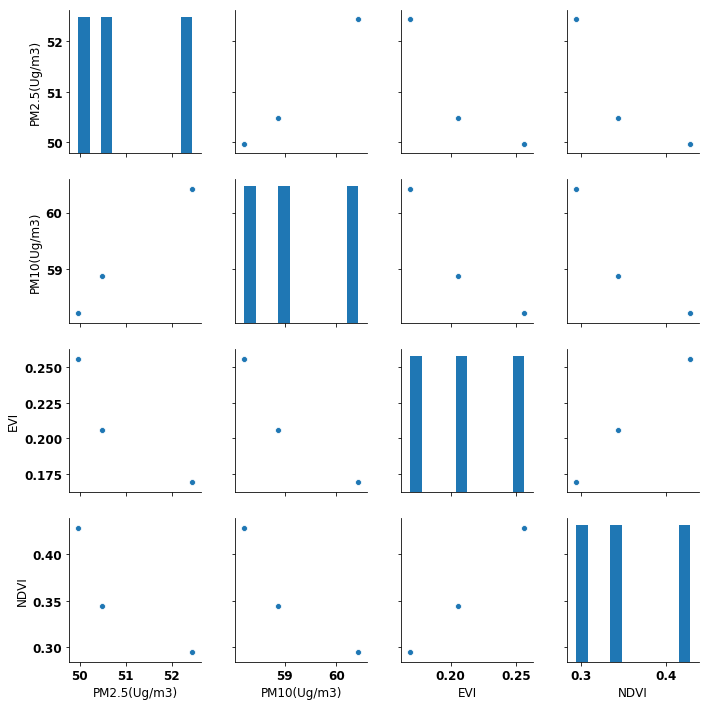 PM2.5(Ug/m3)
52
51
50
PM10(Ug/m3)
60
59
EVI
0.250
0.225
0.200
0.175
NDVI
0.40
0.35
0.30
50 51 52
59 60
0.20 0.25
0.3 0.4
PM2.5(Ug/m3)
PM10(Ug/m3)
EVI
NDVI